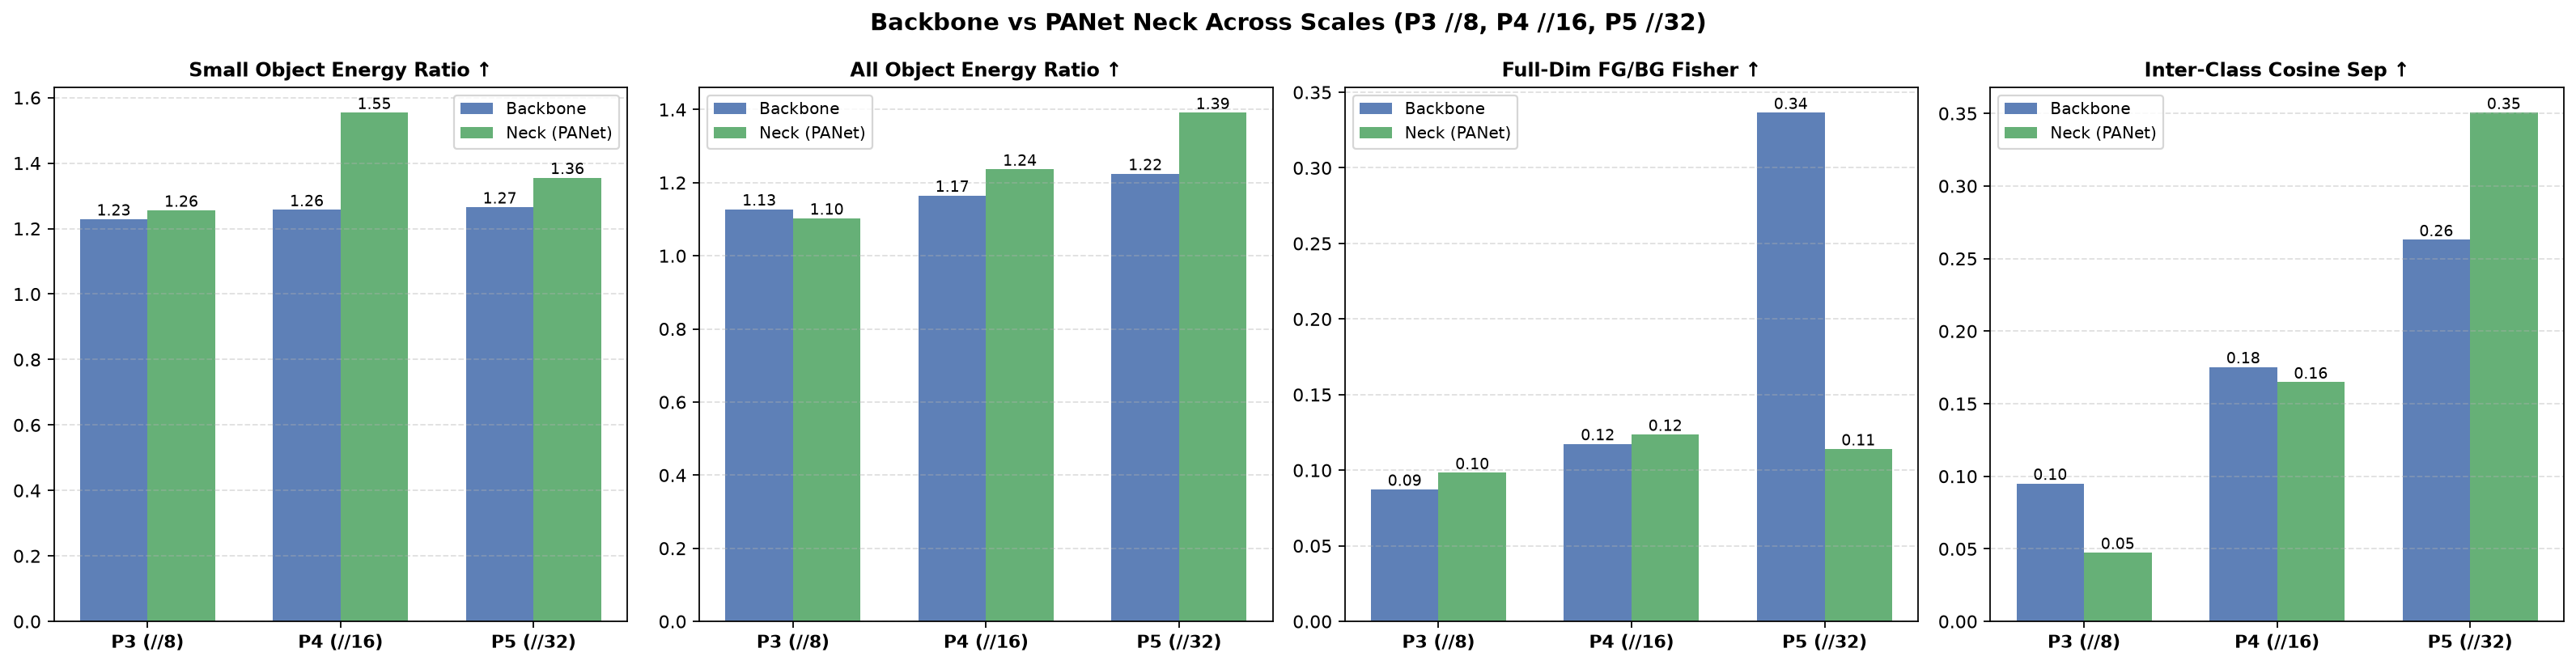 Backbone vs PANet Neck Across Scales (P3 //8, P4 //16, P5 //32)
Small Object Energy Ratio ↑
1.6
1.4
1.2
1.0
0.8
0.6
0.4
0.2
0.0
Backbone
Neck (PANet)
1.23
1.26
1.26
1.55
1.27
1.36
P3 (//8)
P4 (//16)
P5 (//32)
All Object Energy Ratio ↑
1.4
1.2
1.0
0.8
0.6
0.4
0.2
0.0
Backbone
Neck (PANet)
1.13
1.10
1.17
1.24
1.22
1.39
P3 (//8)
P4 (//16)
P5 (//32)
Full-Dim FG/BG Fisher ↑
0.35
0.30
0.25
0.20
0.15
0.10
0.05
0.00
Backbone
Neck (PANet)
0.09
0.10
0.12
0.12
0.34
0.11
P3 (//8)
P4 (//16)
P5 (//32)
Inter-Class Cosine Sep ↑
0.35
0.30
0.25
0.20
0.15
0.10
0.05
0.00
Backbone
Neck (PANet)
0.10
0.05
0.18
0.16
0.26
0.35
P3 (//8)
P4 (//16)
P5 (//32)